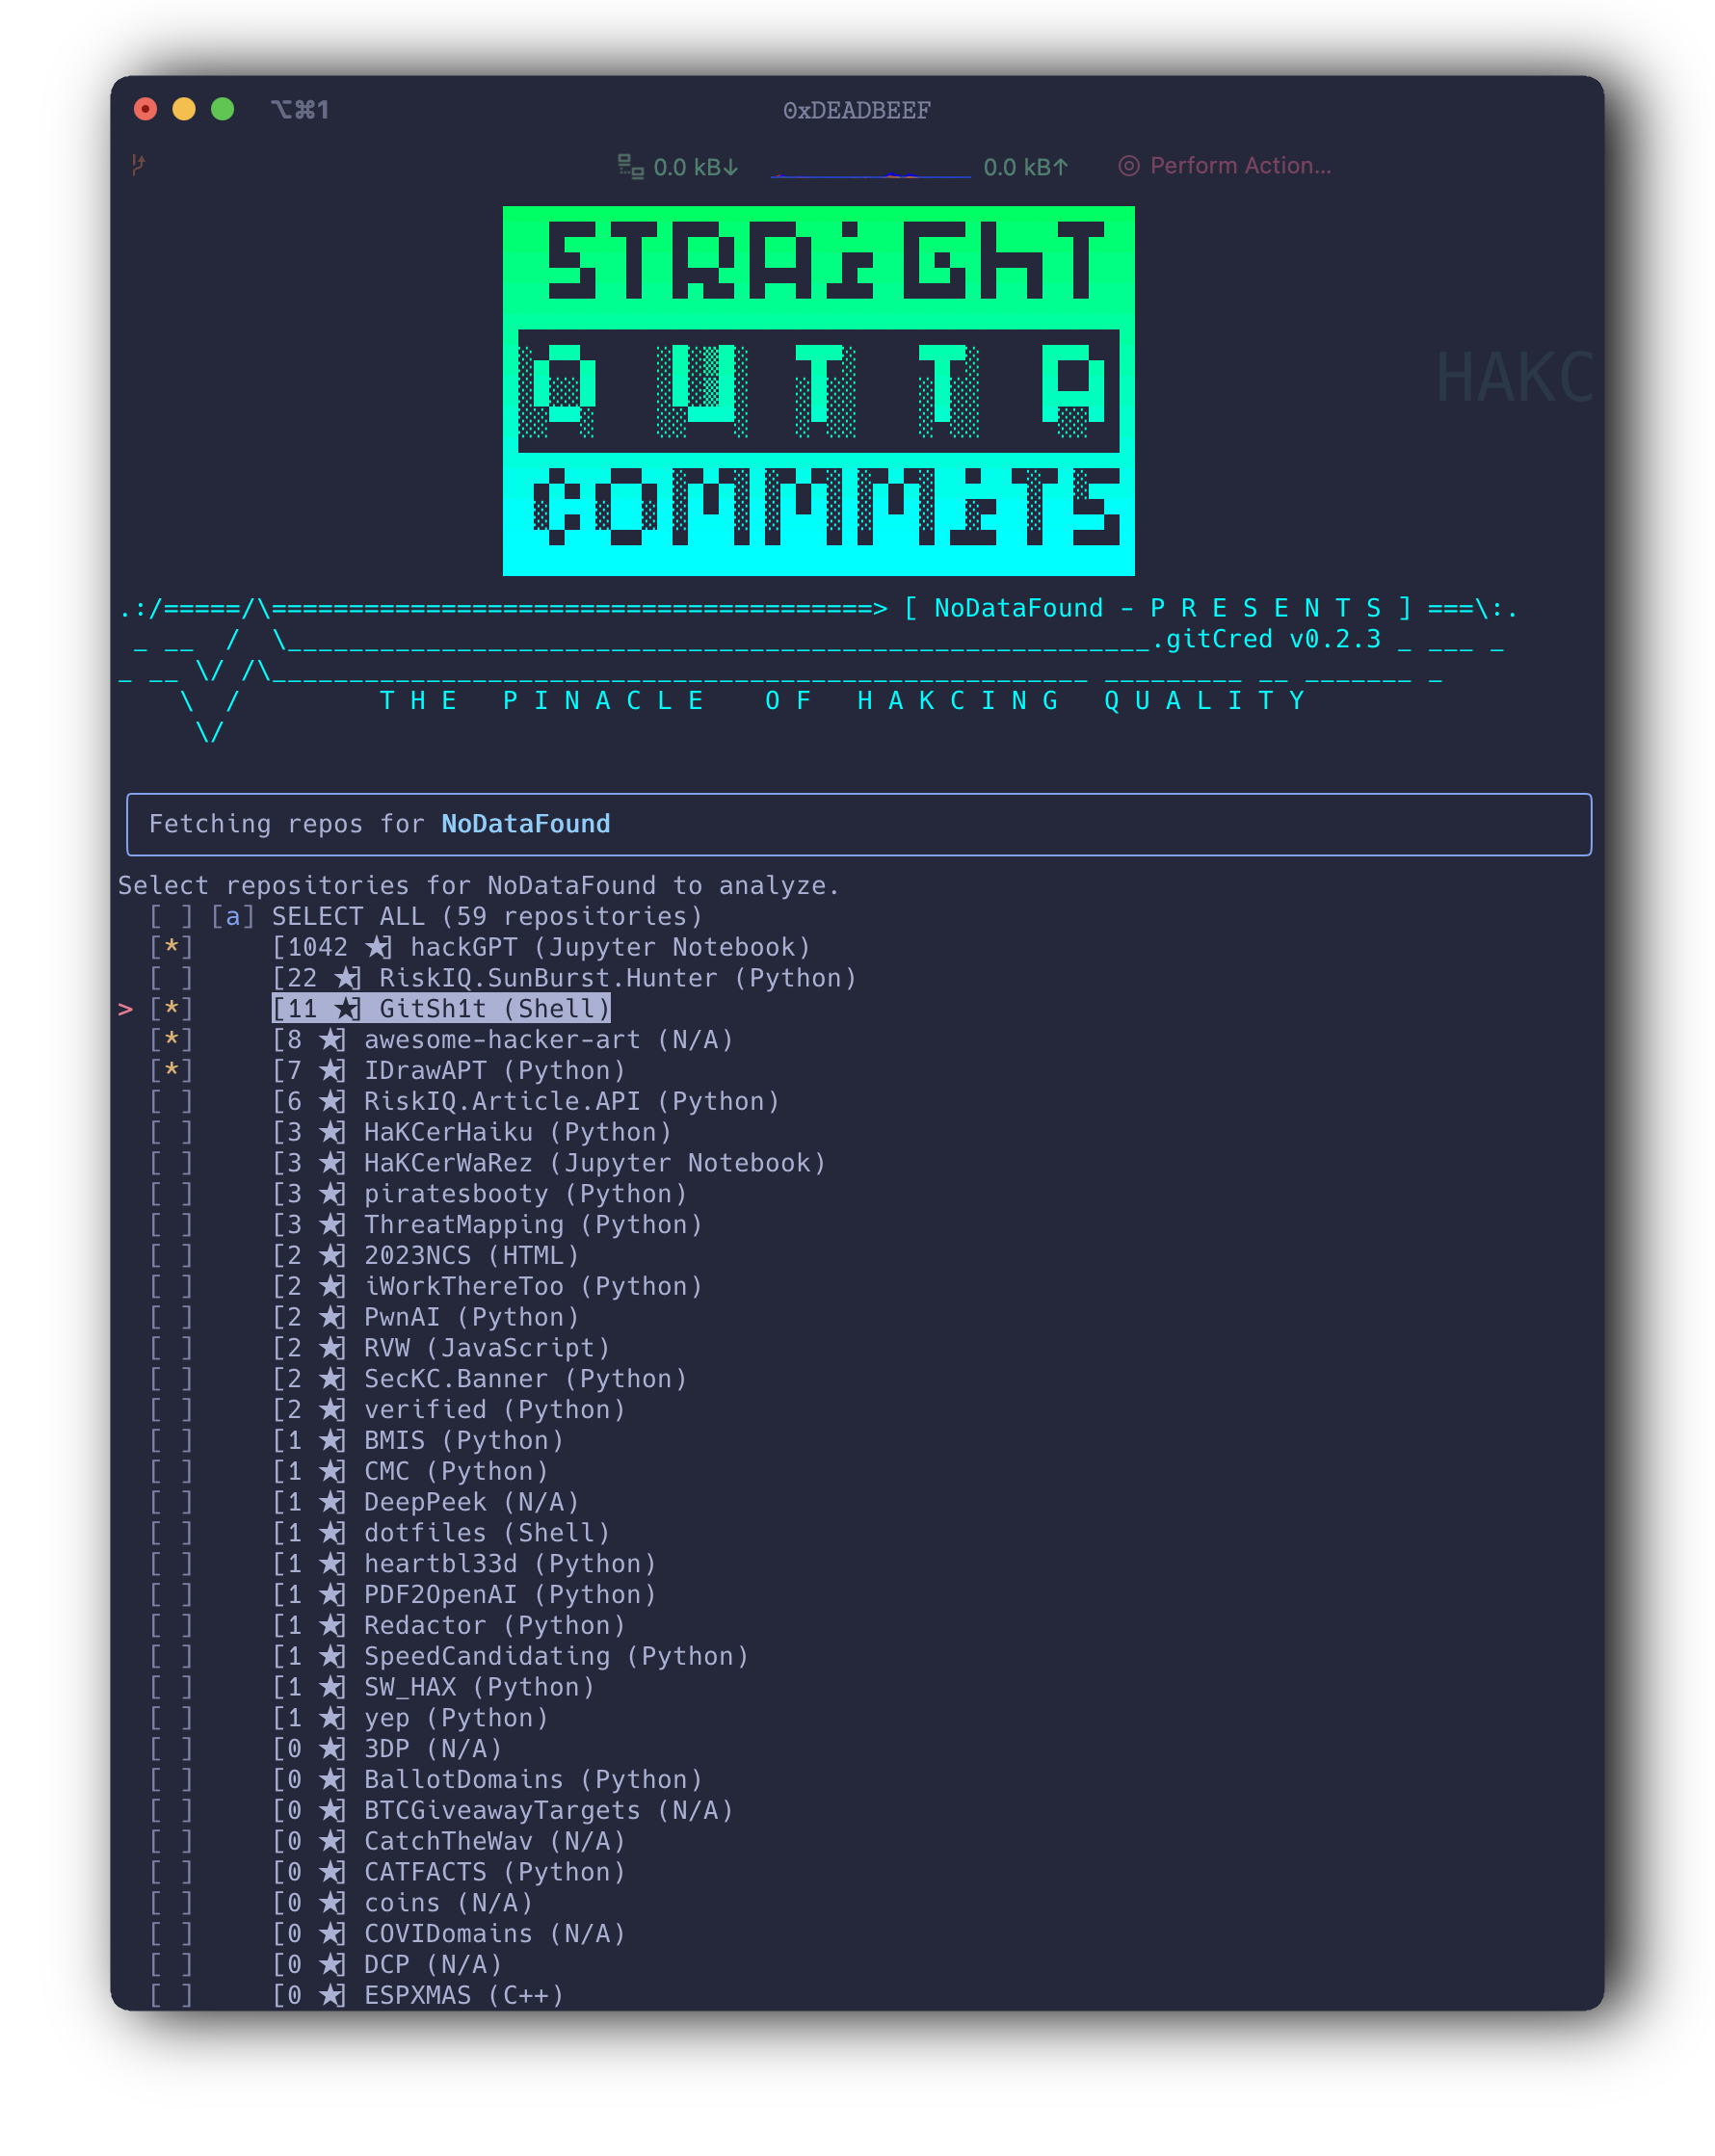 ⌥⌘1 0xDEADBEEF
0.0 kB↓ 0.0 kB↑ Perform Action...
STRAiGhT
OUTTA
COMMiTS
HAKC
.:/=====/\=======================================> [ NoDataFound - P R E S E N T S ] ===\:.
_ __ / \________________________________________________________.gitCred v0.2.3 _ ___ _
_ __ \/ /\_____________________________________________________ _________ __ _______ _
\ / T H E P I N A C L E O F H A K C I N G Q U A L I T Y
\/
Fetching repos for NoDataFound
Select repositories for NoDataFound to analyze.
[ ] [a] SELECT ALL (59 repositories)
[*] [1042 ★] hackGPT (Jupyter Notebook)
[ ] [22 ★] RiskIQ.SunBurst.Hunter (Python)
> [*] [11 ★] GitSh1t (Shell)
[*] [8 ★] awesome-hacker-art (N/A)
[*] [7 ★] IDrawAPT (Python)
[ ] [6 ★] RiskIQ.Article.API (Python)
[ ] [3 ★] HaKCerHaiku (Python)
[ ] [3 ★] HaKCerWaRez (Jupyter Notebook)
[ ] [3 ★] piratesbooty (Python)
[ ] [3 ★] ThreatMapping (Python)
[ ] [2 ★] 2023NCS (HTML)
[ ] [2 ★] iWorkThereToo (Python)
[ ] [2 ★] PwnAI (Python)
[ ] [2 ★] RVW (JavaScript)
[ ] [2 ★] SecKC.Banner (Python)
[ ] [2 ★] verified (Python)
[ ] [1 ★] BMIS (Python)
[ ] [1 ★] CMC (Python)
[ ] [1 ★] DeepPeek (N/A)
[ ] [1 ★] dotfiles (Shell)
[ ] [1 ★] heartbl33d (Python)
[ ] [1 ★] PDF2OpenAI (Python)
[ ] [1 ★] Redactor (Python)
[ ] [1 ★] SpeedCandidating (Python)
[ ] [1 ★] SW_HAX (Python)
[ ] [1 ★] yep (Python)
[ ] [0 ★] 3DP (N/A)
[ ] [0 ★] BallotDomains (Python)
[ ] [0 ★] BTCGiveawayTargets (N/A)
[ ] [0 ★] CatchTheWav (N/A)
[ ] [0 ★] CATFACTS (Python)
[ ] [0 ★] coins (N/A)
[ ] [0 ★] COVIDomains (N/A)
[ ] [0 ★] DCP (N/A)
[ ] [0 ★] ESPXMAS (C++)